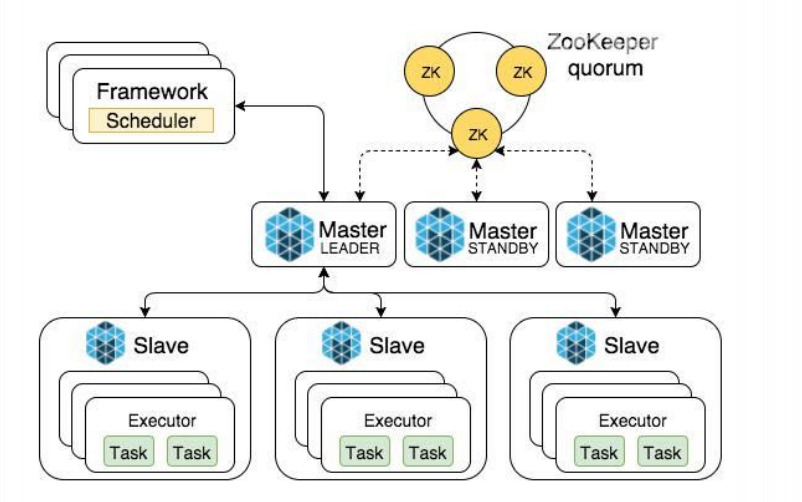 Framework
Scheduler
ZooKeeper
quorum
ZK
ZK
ZK
Master
LEADER
Master
STANDBY
Master
STANDBY
Slave
Slave
Slave
Executor
Task Task
Executor
Task Task
Executor
Task Task